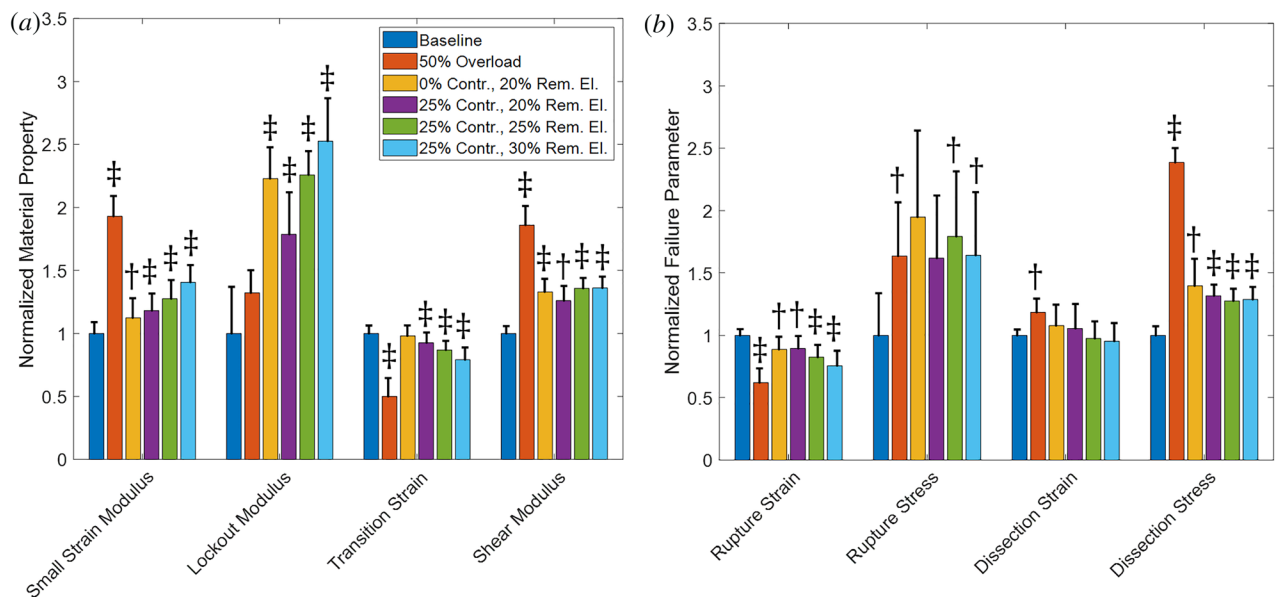 (a)
Normalized Material Property
3.5
3
2.5
2
1.5
1
0.5
0
Baseline
50% Overload
0% Contr., 20% Rem. El.
25% Contr., 20% Rem. El.
25% Contr., 25% Rem. El.
25% Contr., 30% Rem. El.
‡
† ‡ ‡ ‡
‡ ‡ ‡ ‡
‡ ‡ ‡ ‡
‡ ‡ † ‡ ‡
Small Strain Modulus
Lockout Modulus
Transition Strain
Shear Modulus
(b)
Normalized Failure Parameter
3.5
3
2.5
2
1.5
1
0.5
0
‡ † † ‡ ‡
† † †
†
‡ † ‡ ‡ ‡
Rupture Strain
Rupture Stress
Dissection Strain
Dissection Stress